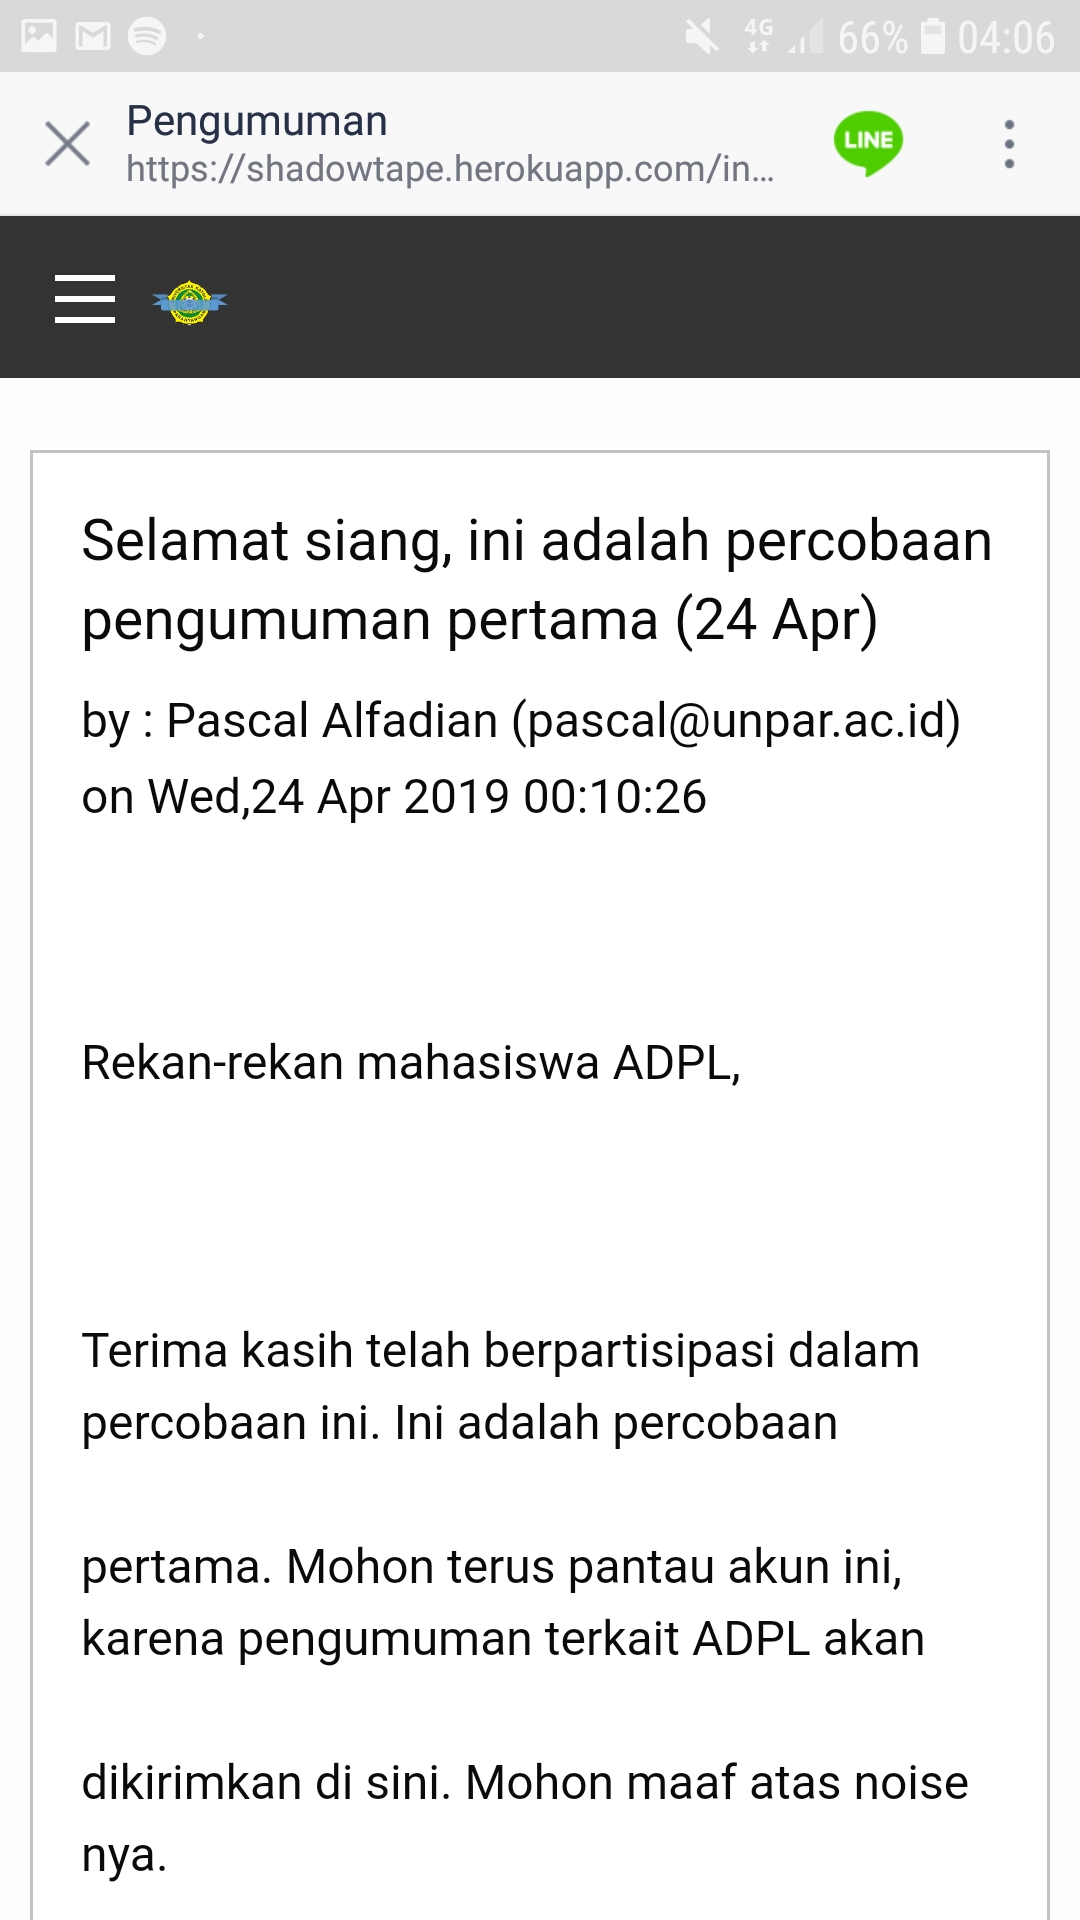 4G 66% 04:06
Pengumuman
https://shadowtape.herokuapp.com/in...
LINE
Selamat siang, ini adalah percobaan
pengumuman pertama (24 Apr)
by : Pascal Alfadian (pascal@unpar.ac.id)
on Wed,24 Apr 2019 00:10:26
Rekan-rekan mahasiswa ADPL,
Terima kasih telah berpartisipasi dalam
percobaan ini. Ini adalah percobaan
pertama. Mohon terus pantau akun ini,
karena pengumuman terkait ADPL akan
dikirimkan di sini. Mohon maaf atas noise
nya.